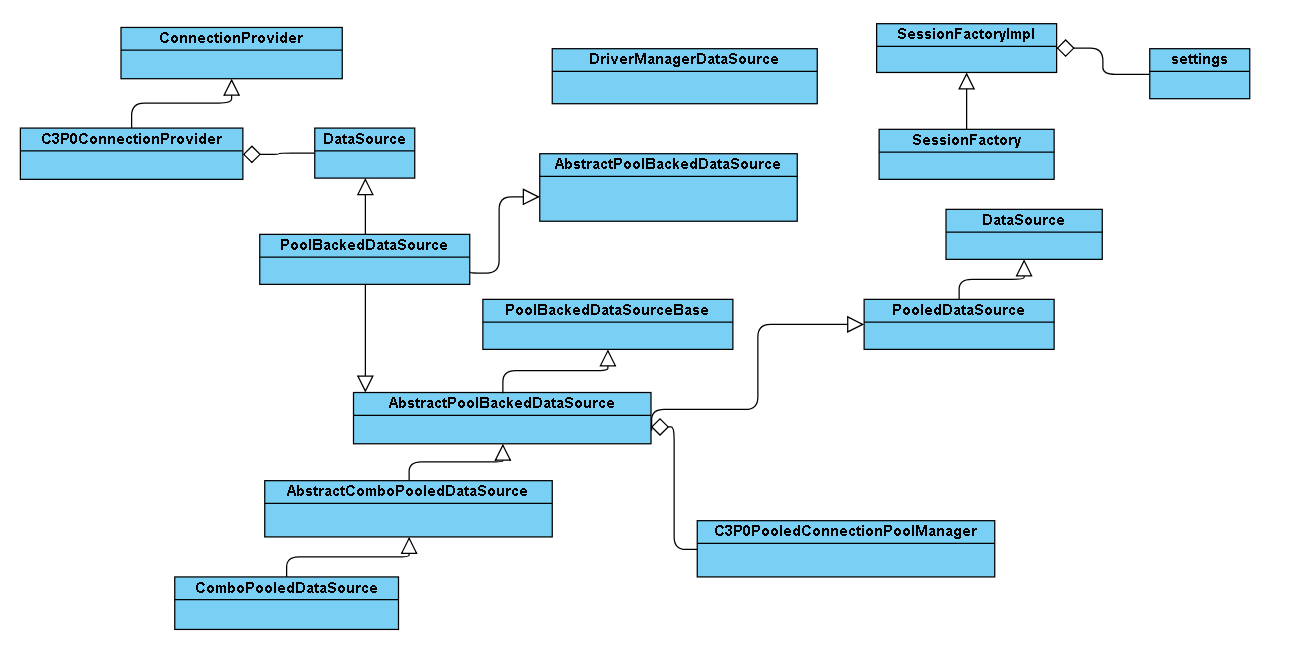 ConnectionProvider
SessionFactoryImpl
DriverManagerDataSource
settings
C3P0ConnectionProvider
DataSource
SessionFactory
AbstractPoolBackedDataSource
DataSource
PoolBackedDataSource
PoolBackedDataSourceBase
PooledDataSource
AbstractPoolBackedDataSource
AbstractComboPooledDataSource
C3P0PooledConnectionPoolManager
ComboPooledDataSource